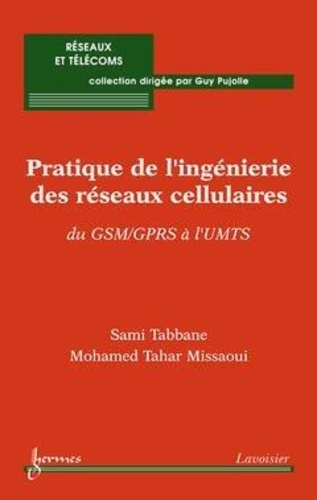 RÉSEAUX
ET TÉLÉCOMS
collection dirigée par Guy Pujolle
Pratique de l'ingénierie
des réseaux cellulaires
du GSM/GPRS à l'UMTS
Sami Tabbane
Mohamed Tahar Missaoui
hermes
Lavoisier